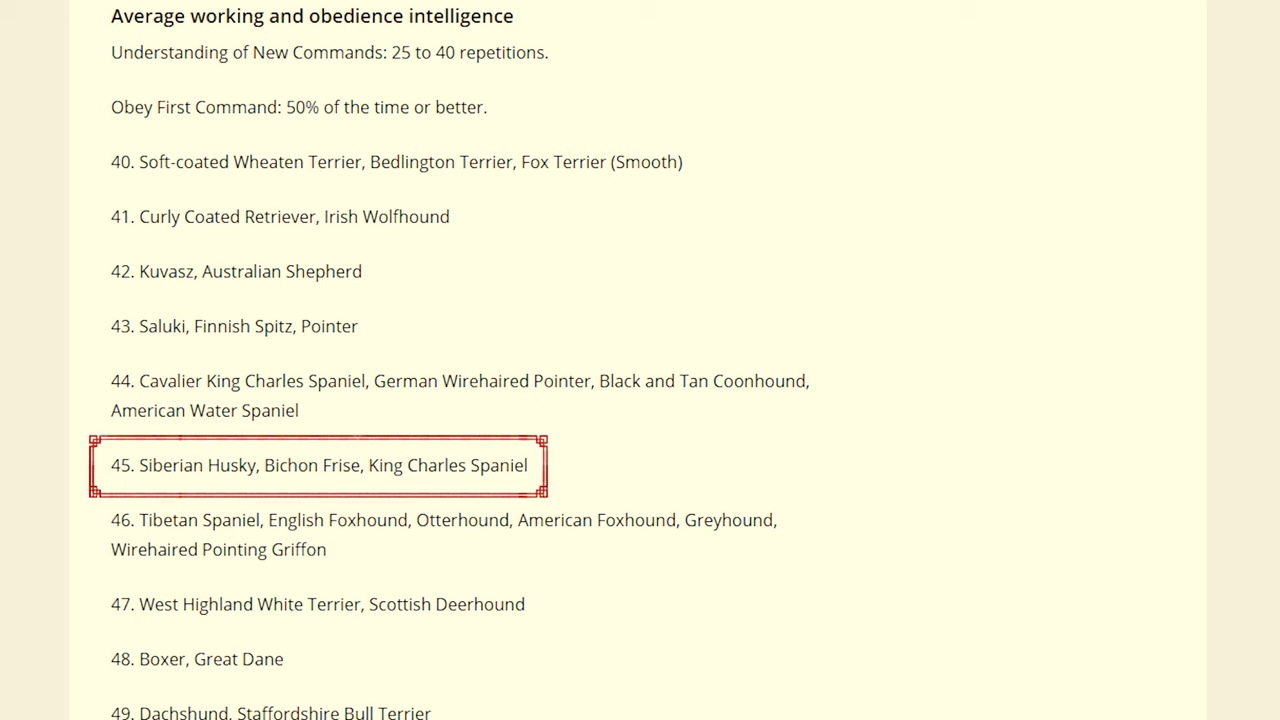 Average working and obedience intelligence
Understanding of New Commands: 25 to 40 repetitions.
Obey First Command: 50% of the time or better.
40. Soft-coated Wheaten Terrier, Bedlington Terrier, Fox Terrier (Smooth)
41. Curly Coated Retriever, Irish Wolfhound
42. Kuvasz, Australian Shepherd
43. Saluki, Finnish Spitz, Pointer
44. Cavalier King Charles Spaniel, German Wirehaired Pointer, Black and Tan Coonhound,
American Water Spaniel
45. Siberian Husky, Bichon Frise, King Charles Spaniel
46. Tibetan Spaniel, English Foxhound, Otterhound, American Foxhound, Greyhound,
Wirehaired Pointing Griffon
47. West Highland White Terrier, Scottish Deerhound
48. Boxer, Great Dane
49. Dachshund, Staffordshire Bull Terrier